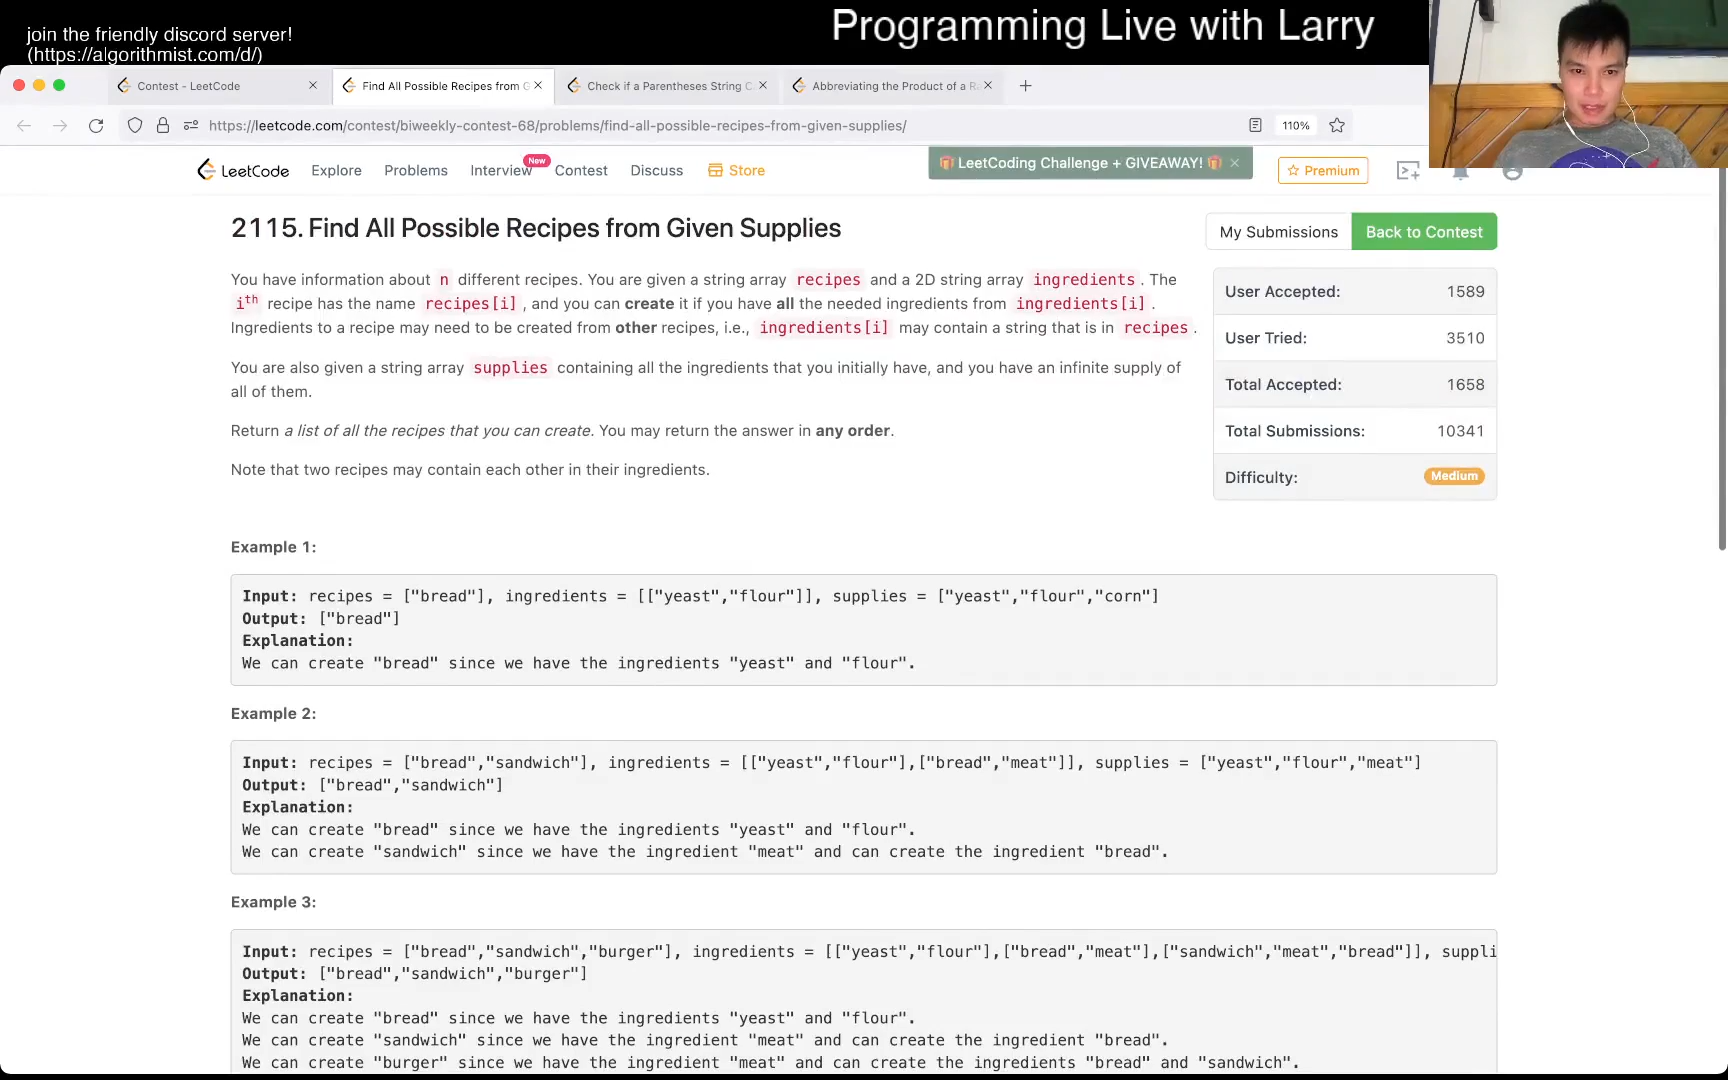 join the friendly discord server!
(https://algorithmist.com/d/)
Programming Live with Larry
Contest - LeetCode
Find All Possible Recipes from G
Check if a Parentheses String C
Abbreviating the Product of a R
https://leetcode.com/contest/biweekly-contest-68/problems/find-all-possible-recipes-from-given-supplies/
110%
LeetCode
Explore
Problems
Interview
New
Contest
Discuss
Store
LeetCoding Challenge + GIVEAWAY!
Premium
2115. Find All Possible Recipes from Given Supplies
My Submissions
Back to Contest
You have information about n different recipes. You are given a string array recipes and a 2D string array ingredients. The
ith recipe has the name recipes[i], and you can create it if you have all the needed ingredients from ingredients[i].
Ingredients to a recipe may need to be created from other recipes, i.e., ingredients[i] may contain a string that is in recipes.
You are also given a string array supplies containing all the ingredients that you initially have, and you have an infinite supply of
all of them.
Return a list of all the recipes that you can create. You may return the answer in any order.
Note that two recipes may contain each other in their ingredients.
User Accepted: 1589
User Tried: 3510
Total Accepted: 1658
Total Submissions: 10341
Difficulty: Medium
Example 1:
Input: recipes = ["bread"], ingredients = [["yeast","flour"]], supplies = ["yeast","flour","corn"]
Output: ["bread"]
Explanation:
We can create "bread" since we have the ingredients "yeast" and "flour".
Example 2:
Input: recipes = ["bread","sandwich"], ingredients = [["yeast","flour"],["bread","meat"]], supplies = ["yeast","flour","meat"]
Output: ["bread","sandwich"]
Explanation:
We can create "bread" since we have the ingredients "yeast" and "flour".
We can create "sandwich" since we have the ingredient "meat" and can create the ingredient "bread".
Example 3:
Input: recipes = ["bread","sandwich","burger"], ingredients = [["yeast","flour"],["bread","meat"],["sandwich","meat","bread"]], suppli
Output: ["bread","sandwich","burger"]
Explanation:
We can create "bread" since we have the ingredients "yeast" and "flour".
We can create "sandwich" since we have the ingredient "meat" and can create the ingredient "bread".
We can create "burger" since we have the ingredient "meat" and can create the ingredients "bread" and "sandwich".